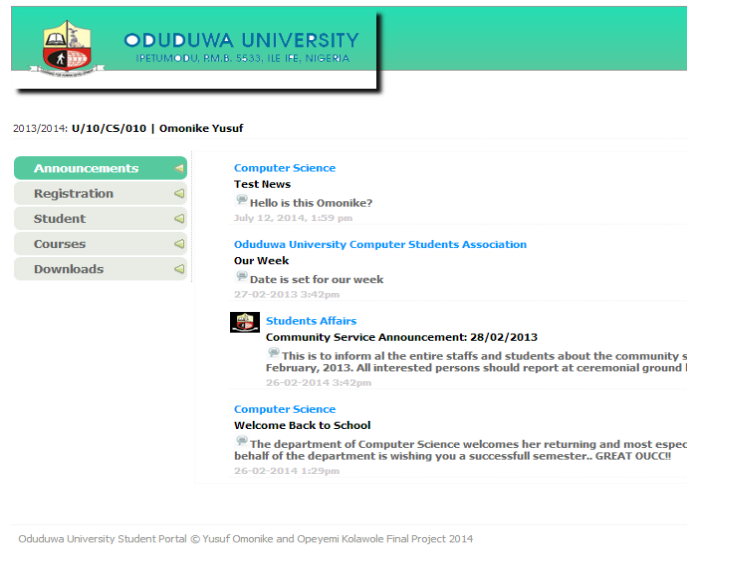 ODUDUWA UNIVERSITY
IPETUMODU, P.M.B. 5533, ILE IFE, NIGERIA
2013/2014: U/10/CS/010 | Omonike Yusuf
Announcements
Registration
Student
Courses
Downloads
Computer Science
Test News
Hello is this Omonike?
July 12, 2014, 1:59 pm
Oduduwa University Computer Students Association
Our Week
Date is set for our week
27-02-2013 3:42pm
Students Affairs
Community Service Announcement: 28/02/2013
This is to inform al the entire staffs and students about the community s
February, 2013. All interested persons should report at ceremonial ground
26-02-2014 3:42pm
Computer Science
Welcome Back to School
The department of Computer Science welcomes her returning and most espec
behalf of the department is wishing you a successfull semester.. GREAT OUCC!!
26-02-2014 1:29pm
Oduduwa University Student Portal © Yusuf Omonike and Opeyemi Kolawole Final Project 2014